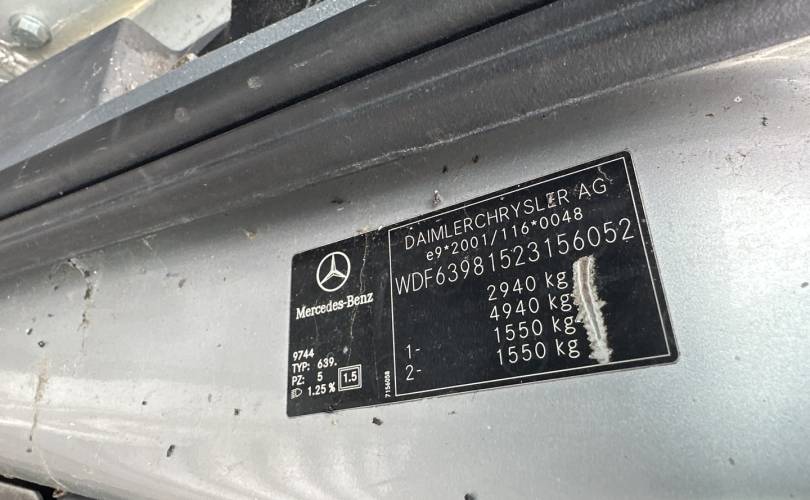 Mercedes-Benz
9744
TYP: 639.
PZ: 5
1.25 %
1.5
7156058
DAIMLERCHRYSLER AG
e9*2001/116*0048
WDF63981523156052
2940 kg
4940 kg
1- 1550 kg
2- 1550 kg